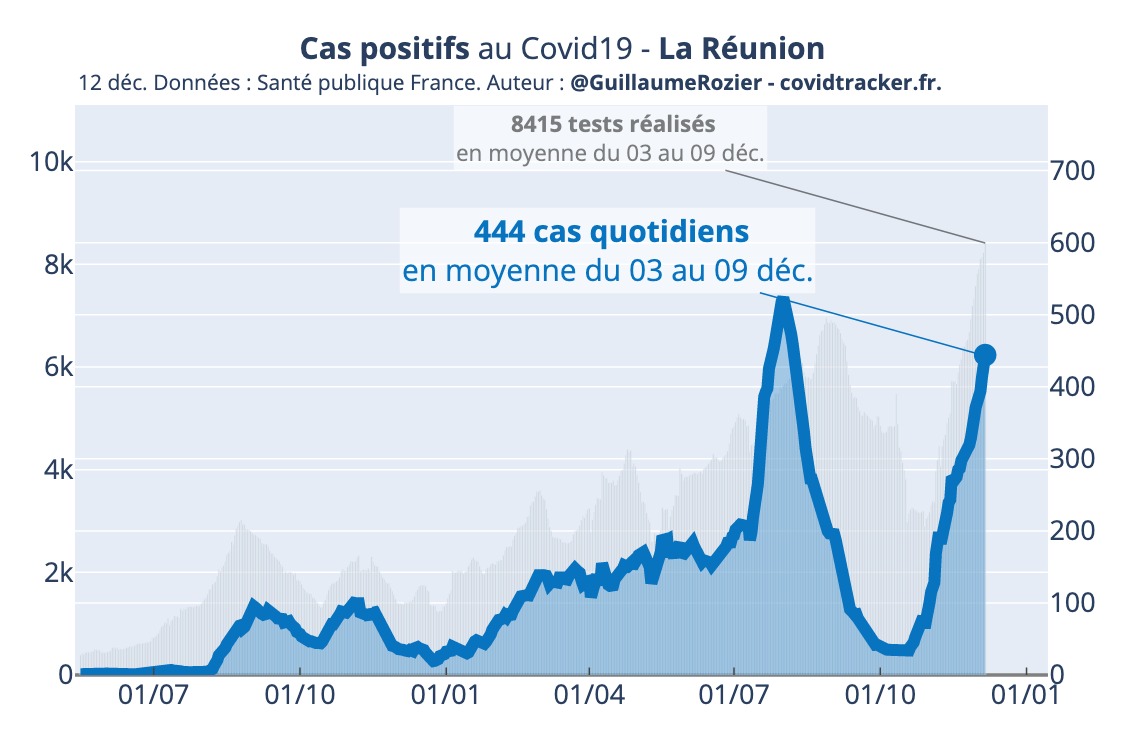 Cas positifs au Covid19 - La Réunion
12 déc. Données : Santé publique France. Auteur : @GuillaumeRozier - covidtracker.fr.
8415 tests réalisés
en moyenne du 03 au 09 déc.
444 cas quotidiens
en moyenne du 03 au 09 déc.
10k
8k
6k
4k
2k
0
700
600
500
400
300
200
100
0
01/07 01/10 01/01 01/04 01/07 01/10 01/01